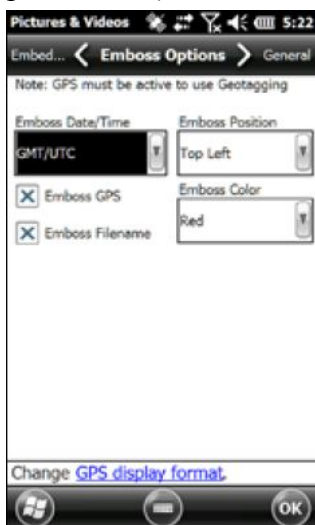 Pictures & Videos 5:22
Embed... Emboss Options General
Note: GPS must be active to use Geotagging
Emboss Date/Time Emboss Position
GMT/UTC Top Left
Emboss GPS Emboss Color
Emboss Filename Red
Change GPS display format.
OK